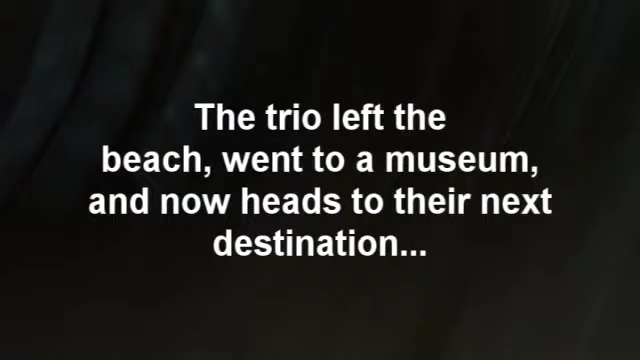 The trio left the
beach, went to a museum,
and now heads to their next
destination...